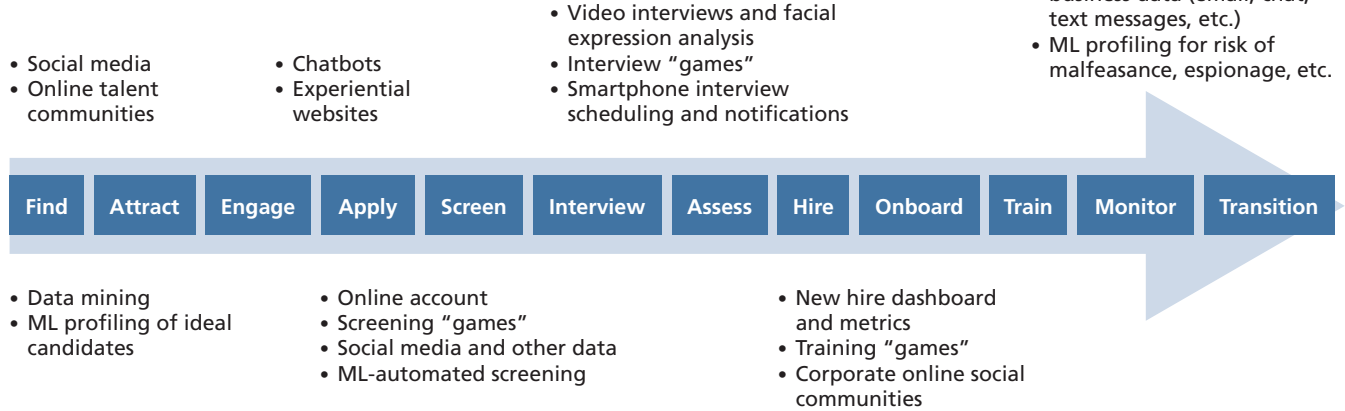 text messages, etc.)
• ML profiling for risk of
malfeasance, espionage, etc.
• Video interviews and facial
expression analysis
• Interview “games”
• Smartphone interview
scheduling and notifications
• Social media
• Online talent
communities
• Chatbots
• Experiential
websites
Find
Attract
Engage
Apply
Screen
Interview
Assess
Hire
Onboard
Train
Monitor
Transition
• Data mining
• ML profiling of ideal
candidates
• Online account
• Screening “games”
• Social media and other data
• ML-automated screening
• New hire dashboard
and metrics
• Training “games”
• Corporate online social
communities